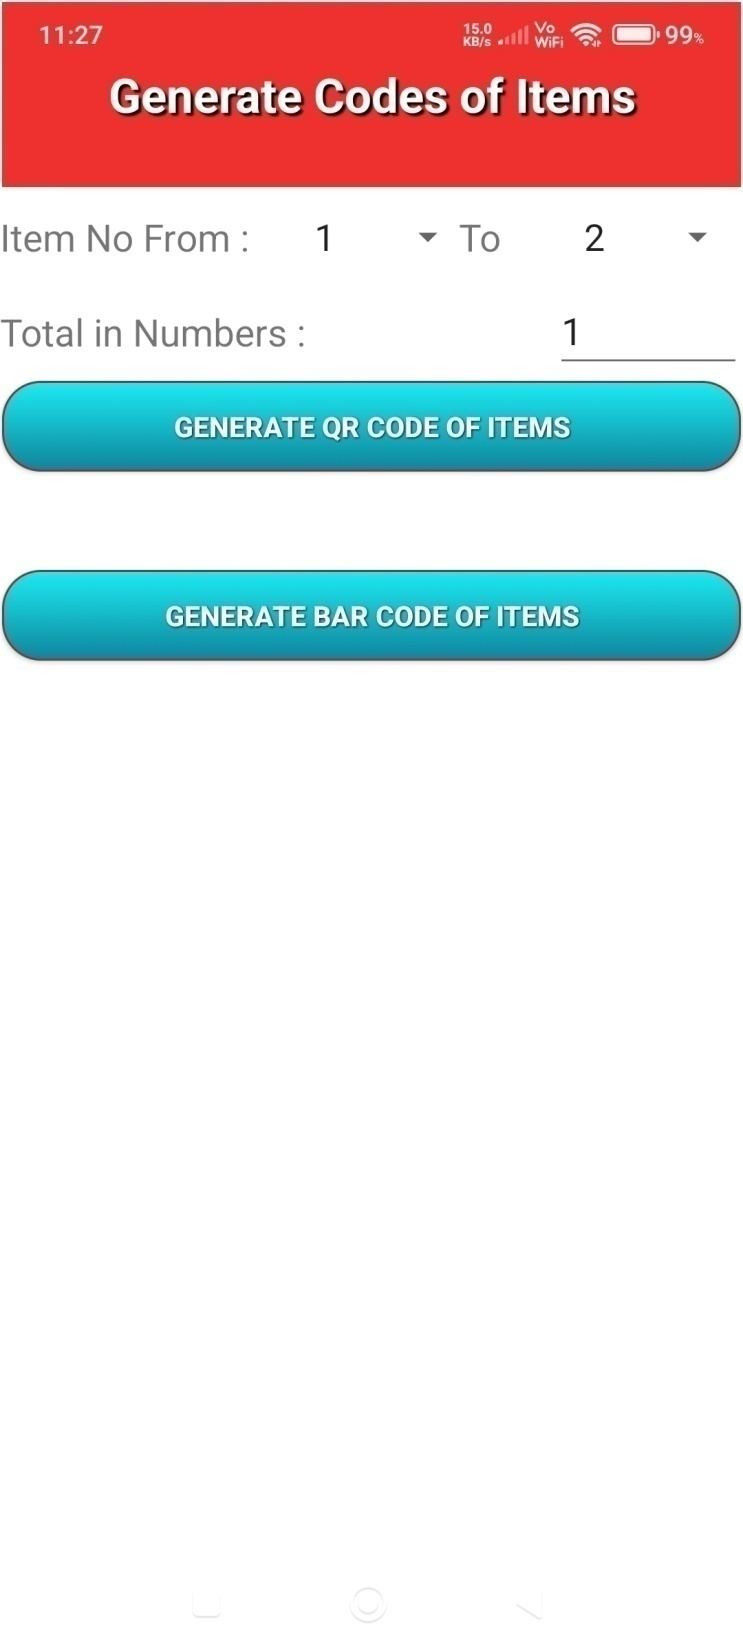 11:27 15.0 KB/s Vo WiFi 99%
Generate Codes of Items
Item No From : 1 To 2
Total in Numbers : 1
GENERATE QR CODE OF ITEMS
GENERATE BAR CODE OF ITEMS